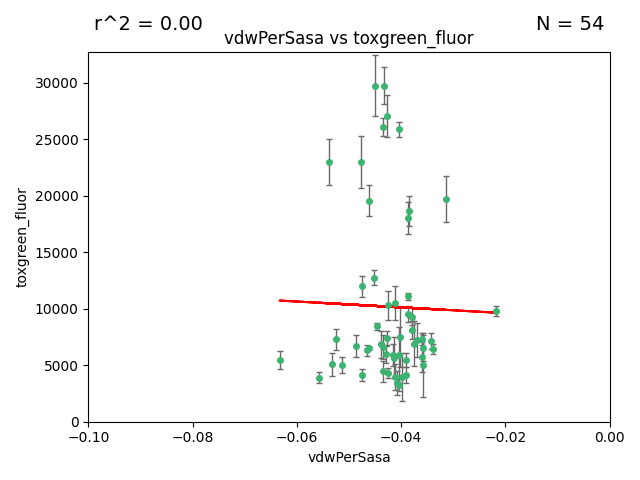 r^2 = 0.00
N = 54
vdwPerSasa vs toxgreen_fluor
toxgreen_fluor
30000
25000
20000
15000
10000
5000
0
−0.10
−0.08
−0.06
−0.04
−0.02
0.00
vdwPerSasa